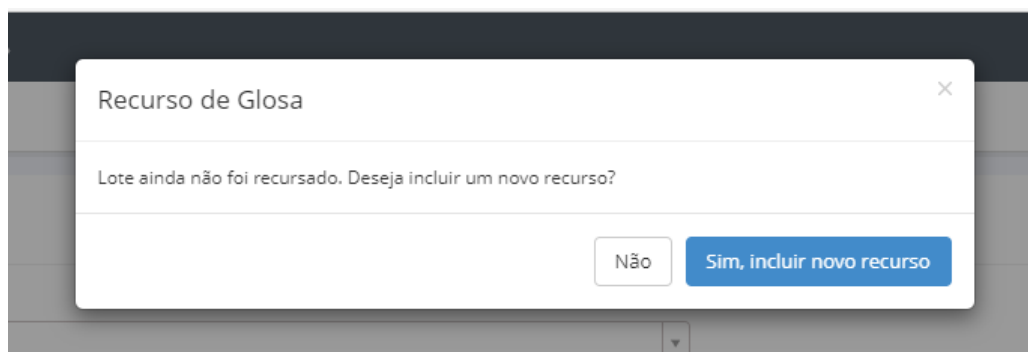 Recurso de Glosa
Lote ainda não foi recursado. Deseja incluir um novo recurso?
Não
Sim, incluir novo recurso